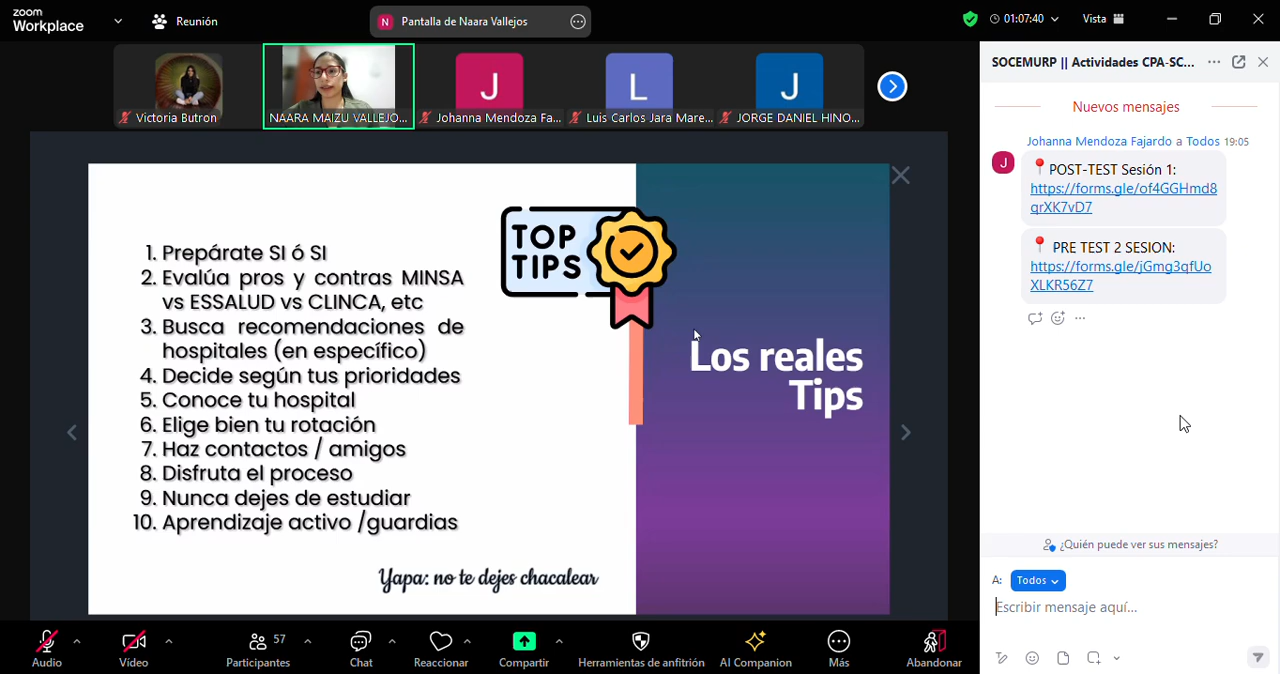 zoom
Workplace
Reunión
N Pantalla de Naara Vallejos
01:07:40
Vista
Victoria Butron
NAARA MAIZU VALLEJO...
J
Johanna Mendoza Fa...
L
Luis Carlos Jara Mare...
J
JORGE DANIEL HINO...
TOP
TIPS
1. Prepárate SI ó SI
2. Evalúa pros y contras MINSA
vs ESSALUD vs CLINCA, etc
3. Busca recomendaciones de
hospitales (en específico)
4. Decide según tus prioridades
5. Conoce tu hospital
6. Elige bien tu rotación
7. Haz contactos / amigos
8. Disfruta el proceso
9. Nunca dejes de estudiar
10. Aprendizaje activo /guardias
Yapa: no te dejes chacalear
Los reales
Tips
SOCEMURP || Actividades CPA-SC...
Nuevos mensajes
Johanna Mendoza Fajardo a Todos 19:05
J
POST-TEST Sesión 1:
https://forms.gle/of4GGHmd8
qrXK7vD7
PRE TEST 2 SESION:
https://forms.gle/jGmg3qfUo
XLKR56Z7
¿Quién puede ver sus mensajes?
A: Todos
Escribir mensaje aquí...
Audio
Vídeo
57
Participantes
Chat
Reaccionar
Compartir
Herramientas de anfitrión
AI Companion
Más
Abandonar